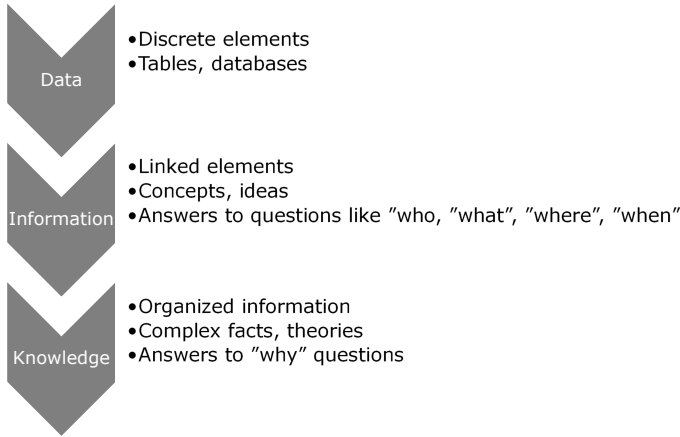 Data
•Discrete elements
•Tables, databases
Information
•Linked elements
•Concepts, ideas
•Answers to questions like ”who, ”what”, ”where”, ”when”
Knowledge
•Organized information
•Complex facts, theories
•Answers to ”why” questions